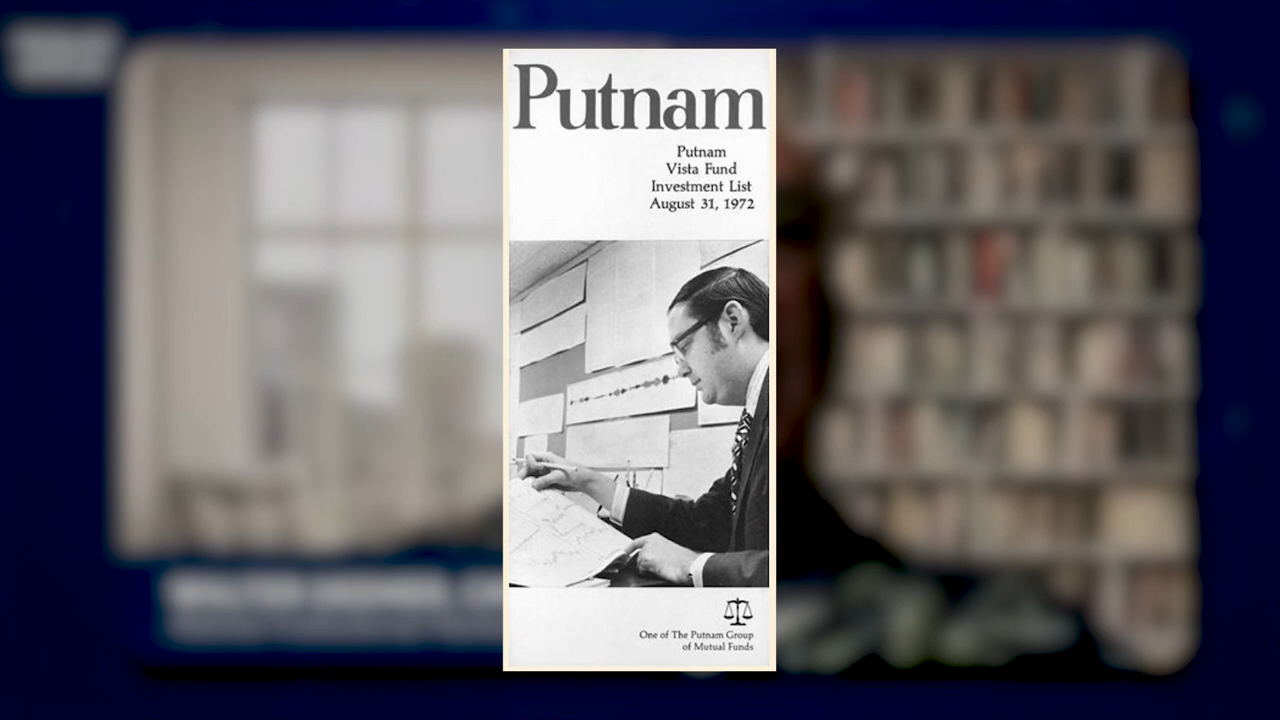 Putnam
Putnam
Vista Fund
Investment List
August 31, 1972
One of The Putnam Group
of Mutual Funds